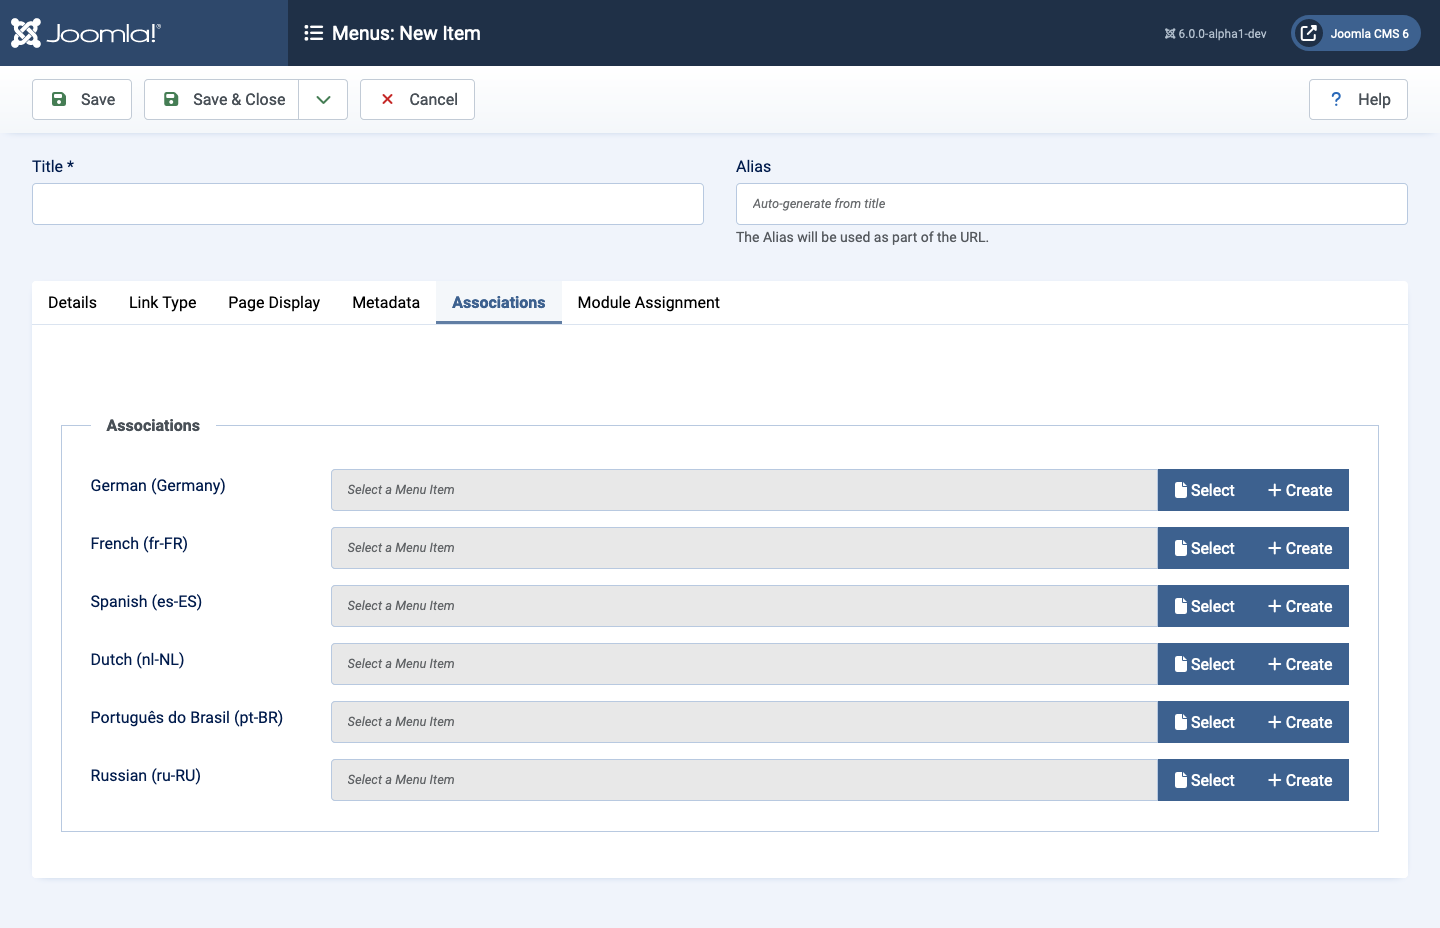 Joomla!®
Menus: New Item
6.0.0-alpha1-dev
Joomla CMS 6
Save
Save & Close
Cancel
Help
Title *
Alias
Auto-generate from title
The Alias will be used as part of the URL.
Details Link Type Page Display Metadata Associations Module Assignment
Associations
German (Germany) Select a Menu Item Select Create
French (fr-FR) Select a Menu Item Select Create
Spanish (es-ES) Select a Menu Item Select Create
Dutch (nl-NL) Select a Menu Item Select Create
Português do Brasil (pt-BR) Select a Menu Item Select Create
Russian (ru-RU) Select a Menu Item Select Create